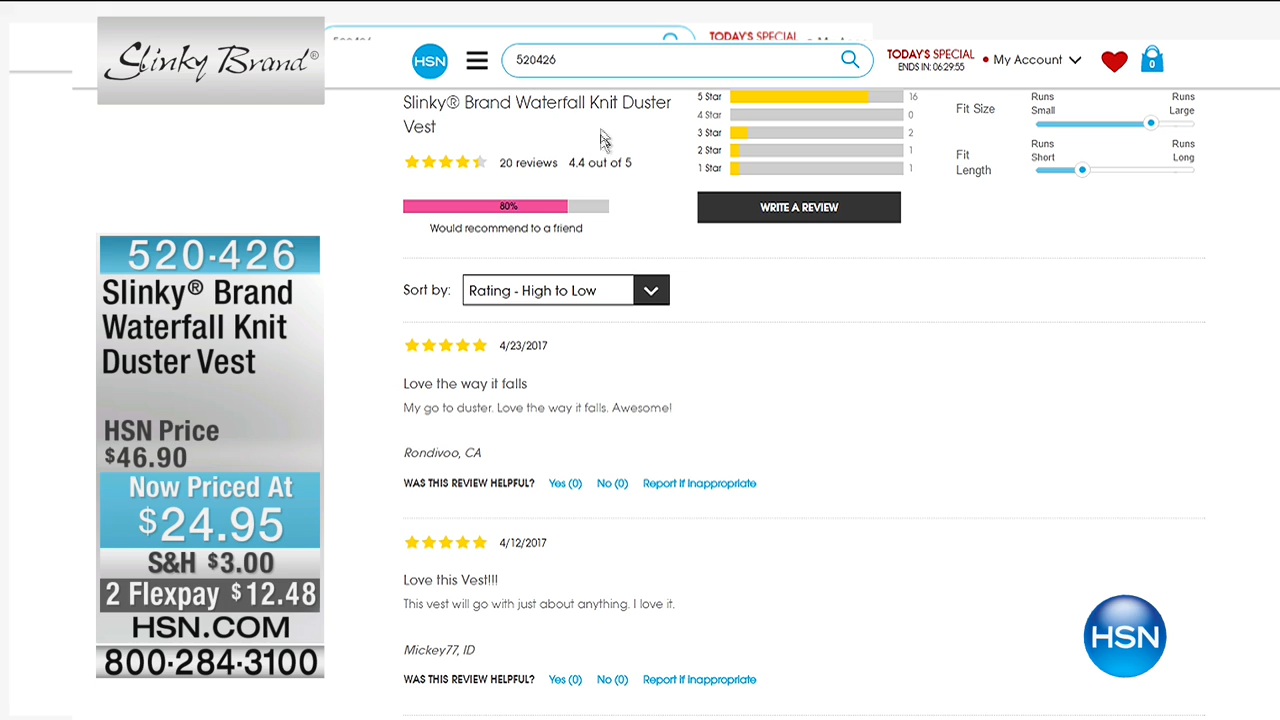 Slinky Brand®
520426
TODAY'S SPECIAL
HSN
520426
TODAY'S SPECIAL
ENDS IN: 06:29:55
My Account
0
Slinky® Brand Waterfall Knit Duster
Vest
20 reviews 4.4 out of 5
80%
Would recommend to a friend
5 Star 16
4 Star 0
3 Star 2
2 Star 1
1 Star 1
WRITE A REVIEW
Fit Size
Runs Small
Runs Large
Fit Length
Runs Short
Runs Long
Sort by: Rating - High to Low
4/23/2017
Love the way it falls
My go to duster. Love the way it falls. Awesome!
Rondivoo, CA
WAS THIS REVIEW HELPFUL? Yes (0) No (0) Report if Inappropriate
4/12/2017
Love this Vest!!!
This vest will go with just about anything. I love it.
Mickey77, ID
WAS THIS REVIEW HELPFUL? Yes (0) No (0) Report if Inappropriate
520·426
Slinky® Brand
Waterfall Knit
Duster Vest
HSN Price
$46.90
Now Priced At
$24.95
S&H $3.00
2 Flexpay $12.48
HSN.COM
800·284·3100
HSN